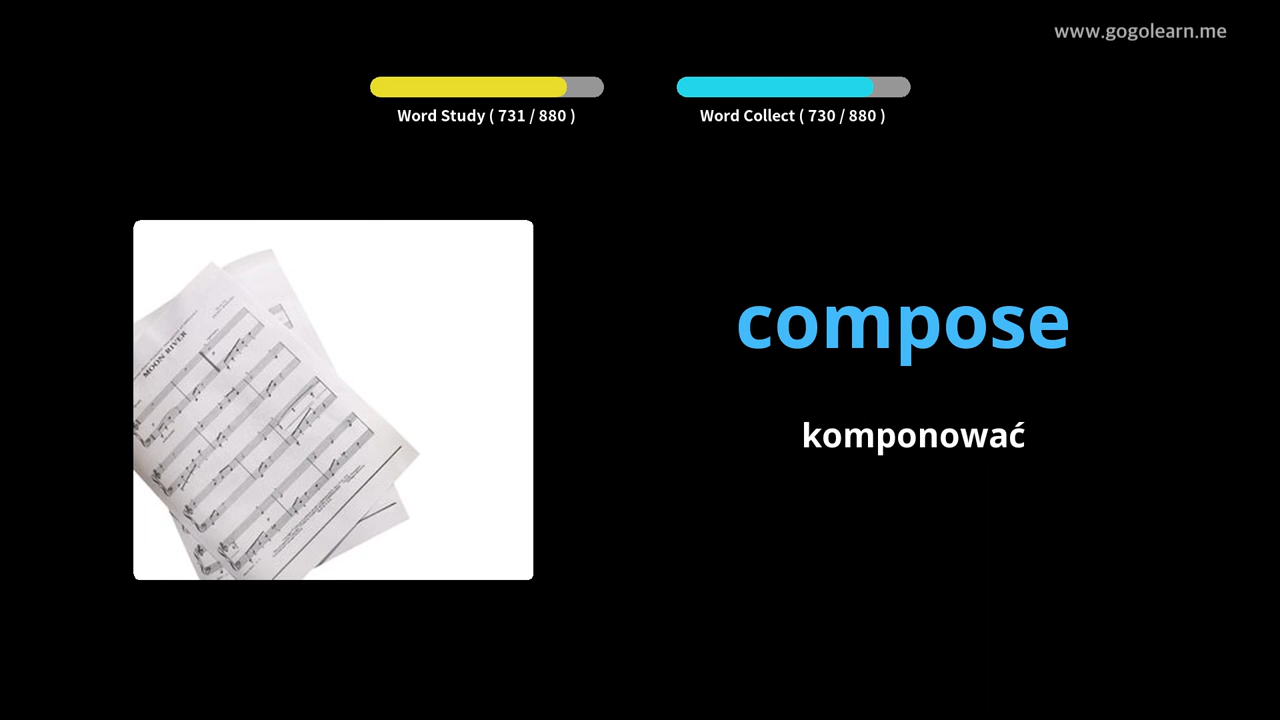 www.gogolearn.me
Word Study ( 731 / 880 )
Word Collect ( 730 / 880 )
MOON RIVER
compose
komponować